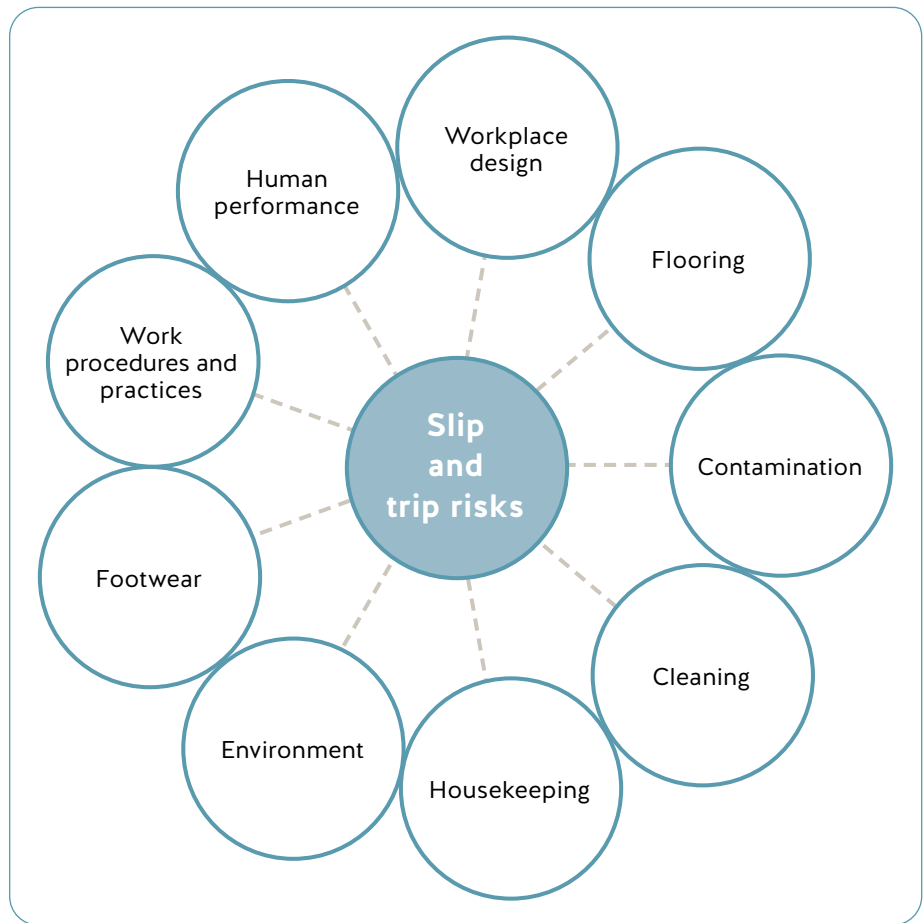 Workplace
design
Human
performance
Flooring
Work
procedures and
practices
Slip
and
trip risks
Contamination
Footwear
Cleaning
Environment
Housekeeping